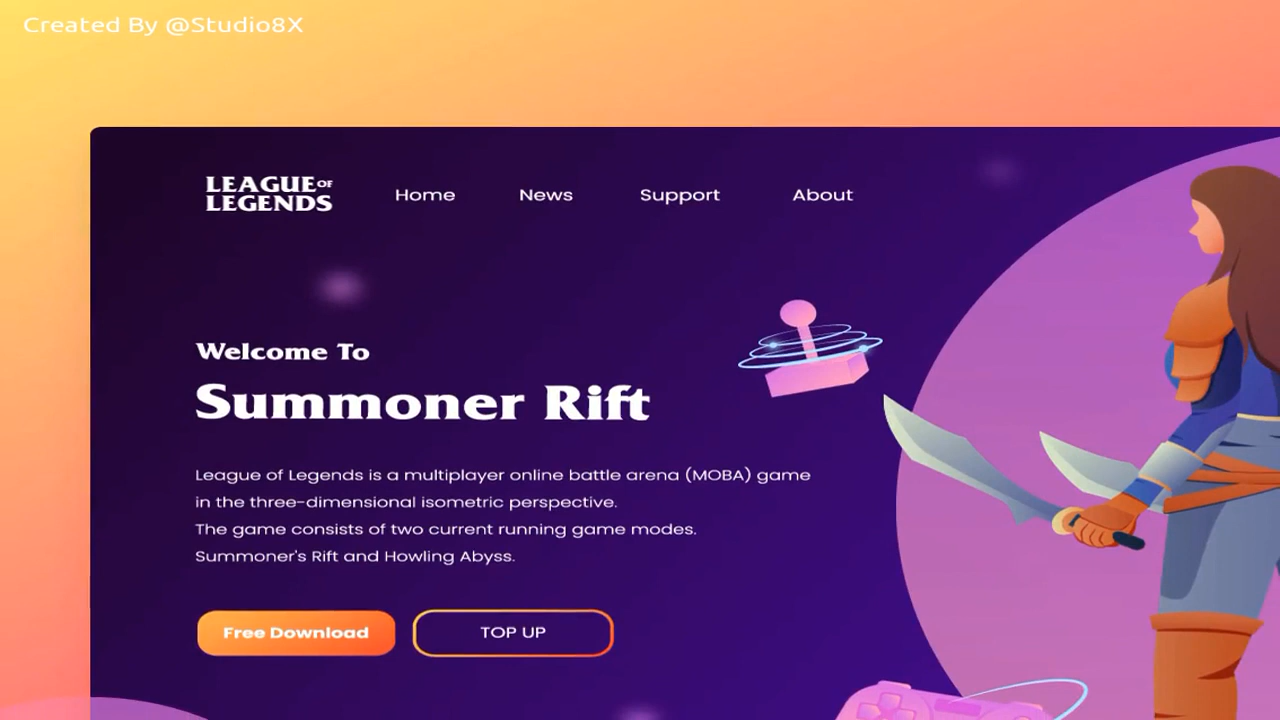 Created By @Studio8X
LEAGUE OF
LEGENDS
Home News Support About
Welcome To
Summoner Rift
League of Legends is a multiplayer online battle arena (MOBA) game
in the three-dimensional isometric perspective.
The game consists of two current running game modes.
Summoner's Rift and Howling Abyss.
Free Download TOP UP